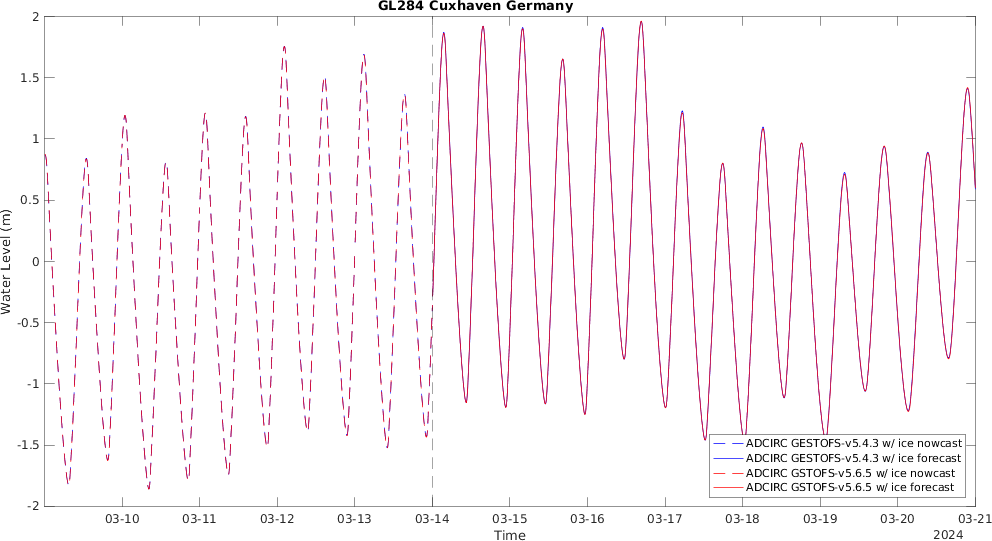 GL284 Cuxhaven Germany
2
1.5
1
0.5
0
-0.5
-1
-1.5
-2
Water Level (m)
ADCIRC GESTOFS-v5.4.3 w/ ice nowcast
ADCIRC GESTOFS-v5.4.3 w/ ice forecast
ADCIRC GSTOFS-v5.6.5 w/ ice nowcast
ADCIRC GSTOFS-v5.6.5 w/ ice forecast
03-10 03-11 03-12 03-13 03-14 03-15 03-16 03-17 03-18 03-19 03-20 03-21
Time
2024